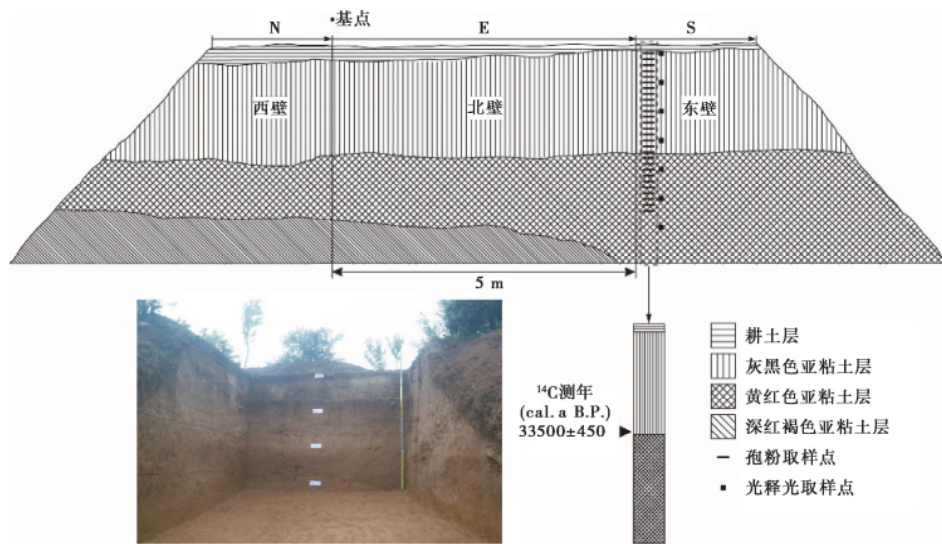 •基点
N
E
S
西壁
北壁
东壁
5 m
¹⁴C测年
(cal. a B.P.)
33500±450
耕土层
灰黑色亚粘土层
黄红色亚粘土层
深红褐色亚粘土层
孢粉取样点
光释光取样点